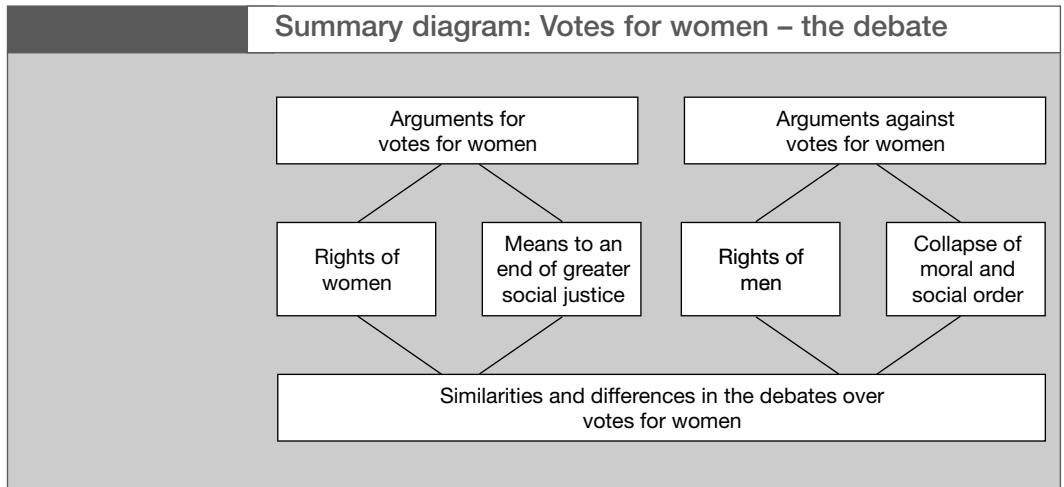 Summary diagram: Votes for women – the debate
Arguments for
votes for women
Arguments against
votes for women
Rights of
women
Means to an
end of greater
social justice
Rights of
men
Collapse of
moral and
social order
Similarities and differences in the debates over
votes for women